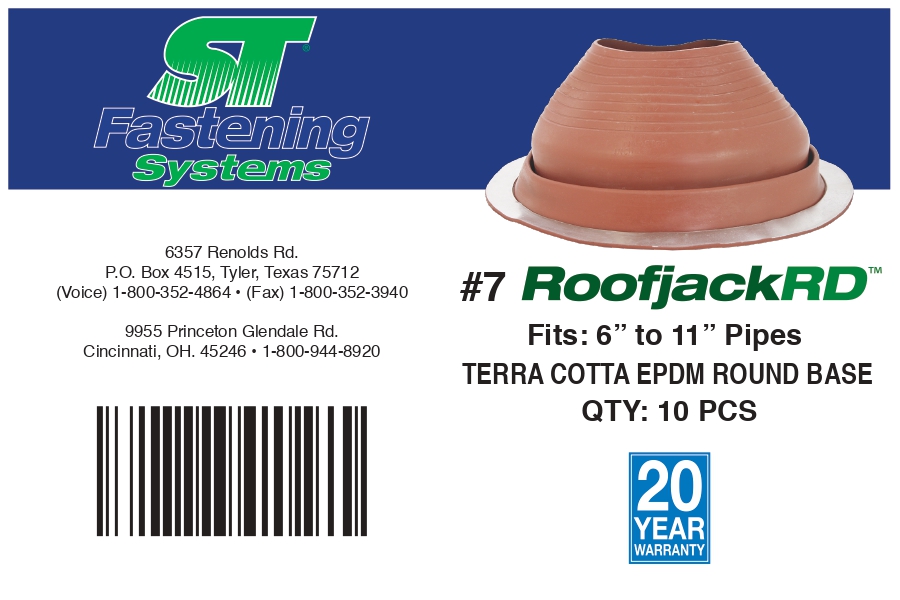 ST®
Fastening
Systems
6357 Renolds Rd.
P.O. Box 4515, Tyler, Texas 75712
(Voice) 1-800-352-4864 • (Fax) 1-800-352-3940
9955 Princeton Glendale Rd.
Cincinnati, OH. 45246 • 1-800-944-8920
#7 RoofjackRD™
Fits: 6” to 11” Pipes
TERRA COTTA EPDM ROUND BASE
QTY: 10 PCS
20
YEAR
WARRANTY